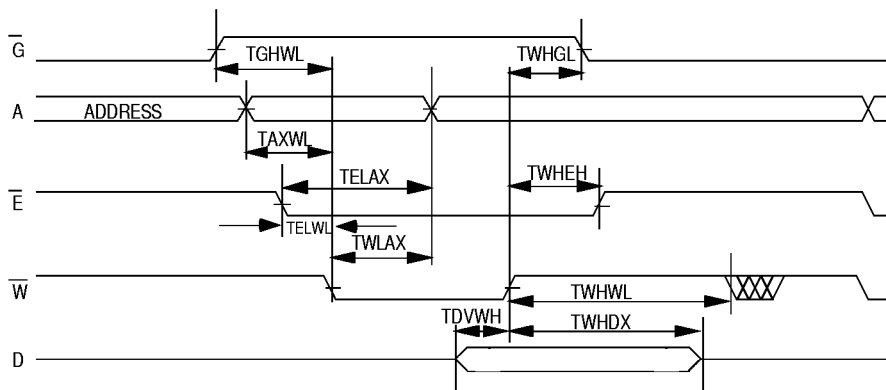 G
TGHWL
TWHGL
A
ADDRESS
TAXWL
E
TELAX
TWHEH
TELWL
TWLAX
W
TWHWL
TDVWH
TWHDX
D